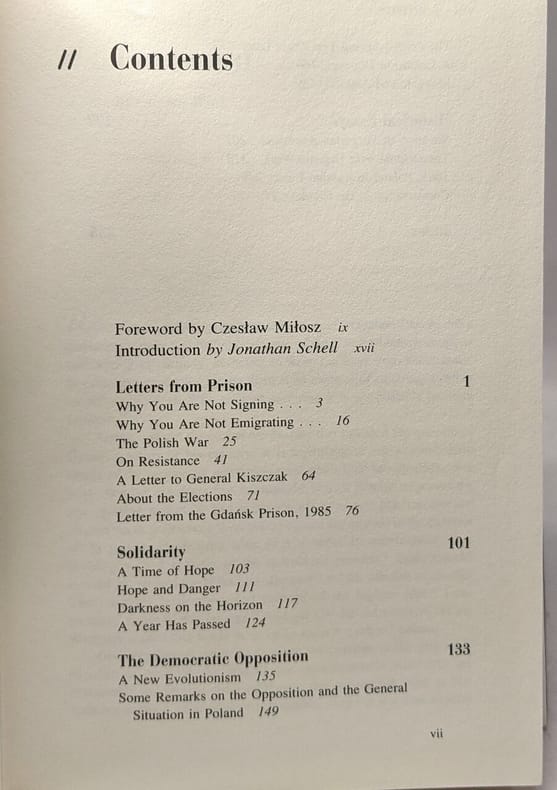 // Contents
Foreword by Czesław Miłosz ix
Introduction by Jonathan Schell xvii
Letters from Prison 1
Why You Are Not Signing . . . 3
Why You Are Not Emigrating . . . 16
The Polish War 25
On Resistance 41
A Letter to General Kiszczak 64
About the Elections 71
Letter from the Gdańsk Prison, 1985 76
Solidarity 101
A Time of Hope 103
Hope and Danger 111
Darkness on the Horizon 117
A Year Has Passed 124
The Democratic Opposition 133
A New Evolutionism 135
Some Remarks on the Opposition and the General
Situation in Poland 149
vii